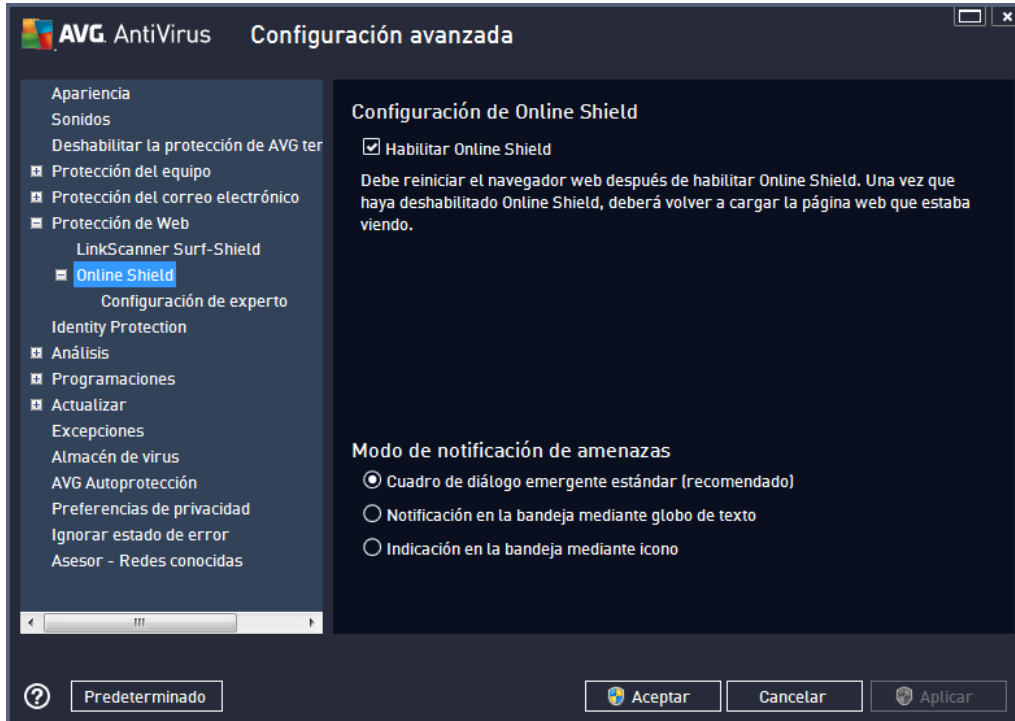 AVG AntiVirus Configuración avanzada
Apariencia
Sonidos
Deshabilitar la protección de AVG ter
Protección del equipo
Protección del correo electrónico
Protección de Web
LinkScanner Surf-Shield
Online Shield
Configuración de experto
Identity Protection
Análisis
Programaciones
Actualizar
Excepciones
Almacén de virus
AVG Autoprotección
Preferencias de privacidad
Ignorar estado de error
Asesor - Redes conocidas
Configuración de Online Shield
Habilitar Online Shield
Debe reiniciar el navegador web después de habilitar Online Shield. Una vez que
haya deshabilitado Online Shield, deberá volver a cargar la página web que estaba
viendo.
Modo de notificación de amenazas
Cuadro de diálogo emergente estándar (recomendado)
Notificación en la bandeja mediante globo de texto
Indicación en la bandeja mediante icono
? Predeterminado Aceptar Cancelar Aplicar